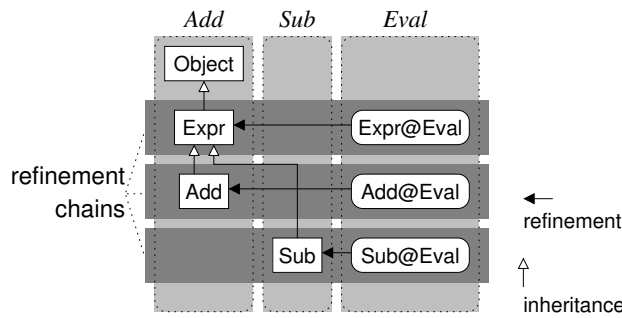 Add Sub Eval
Object
Expr Expr@Eval
refinement
chains
Add Add@Eval
refinement
Sub Sub@Eval
inheritance